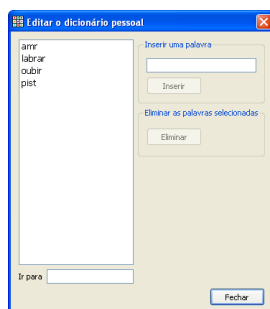 Editar o dicionário pessoal
amr
labrar
oubir
pist
Inserir uma palavra
Inserir
Eliminar as palavras selecionadas
Eliminar
Ir para
Fechar